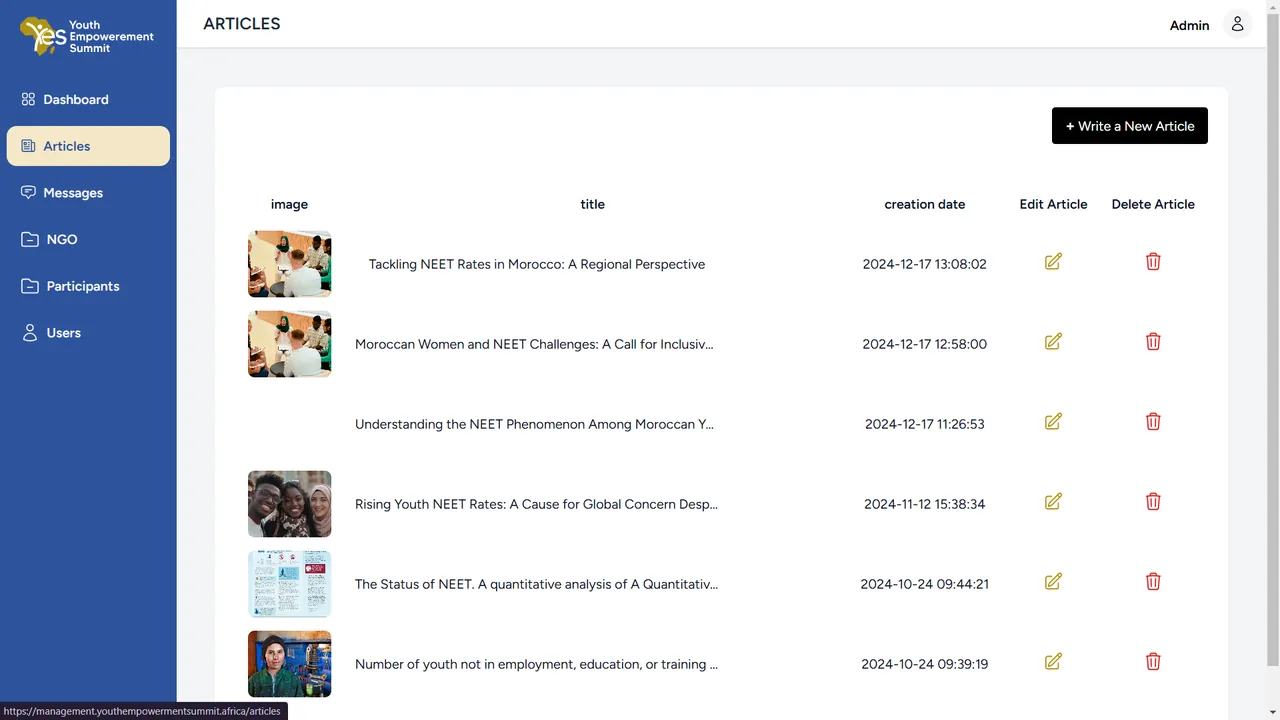 Yes Youth
Empowerement
Summit
ARTICLES
Admin
Dashboard
Articles
Messages
NGO
Participants
Users
+ Write a New Article
image title creation date Edit Article Delete Article
Tackling NEET Rates in Morocco: A Regional Perspective 2024-12-17 13:08:02
Moroccan Women and NEET Challenges: A Call for Inclusiv... 2024-12-17 12:58:00
Understanding the NEET Phenomenon Among Moroccan Y... 2024-12-17 11:26:53
Rising Youth NEET Rates: A Cause for Global Concern Desp... 2024-11-12 15:38:34
The Status of NEET. A quantitative analysis of A Quantitativ... 2024-10-24 09:44:21
Number of youth not in employment, education, or training ... 2024-10-24 09:39:19
https://management.youthempowermentsummit.africa/articles